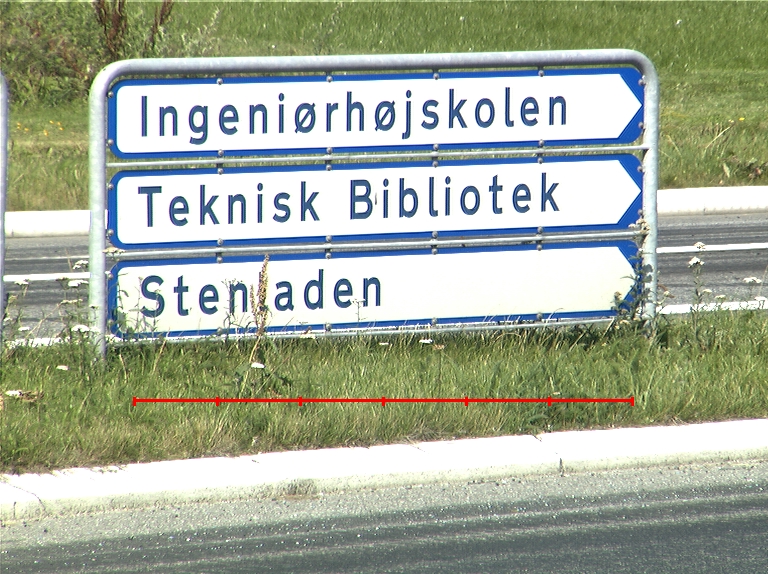 Ingeniørhøjskolen
Teknisk Bibliotek
Stenladen